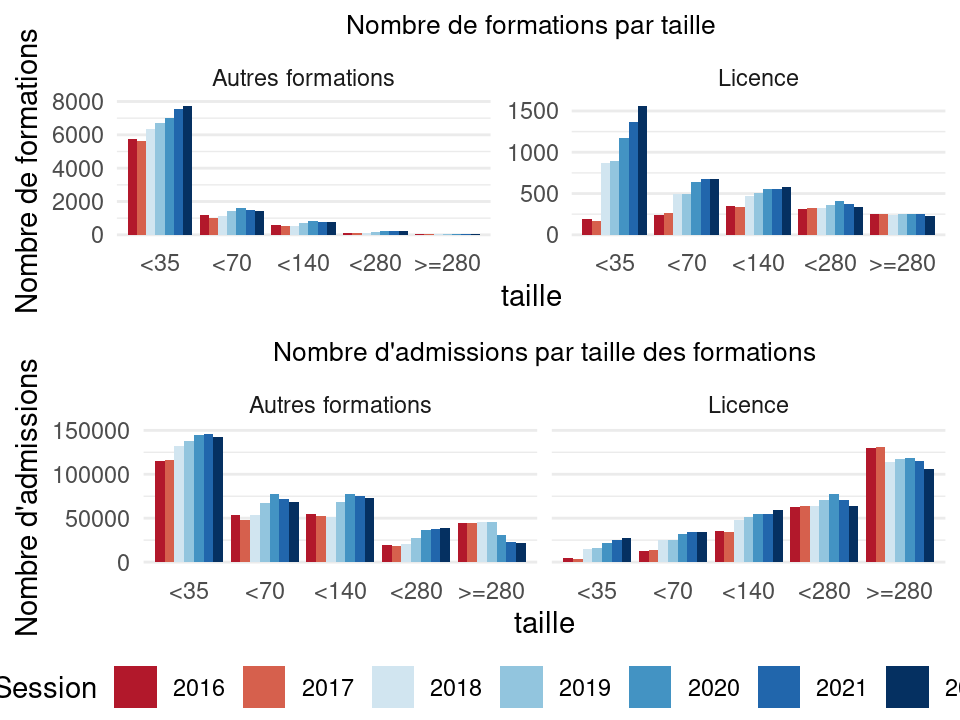 Nombre de formations par taille
Autres formations Licence
Nombre de formations
8000
6000
4000
2000
0
1500
1000
500
0
<35 <70 <140 <280 >=280 <35 <70 <140 <280 >=280
taille
Nombre d'admissions par taille des formations
Autres formations Licence
Nombre d'admissions
150000
100000
50000
0
<35 <70 <140 <280 >=280 <35 <70 <140 <280 >=280
taille
Session 2016 2017 2018 2019 2020 2021